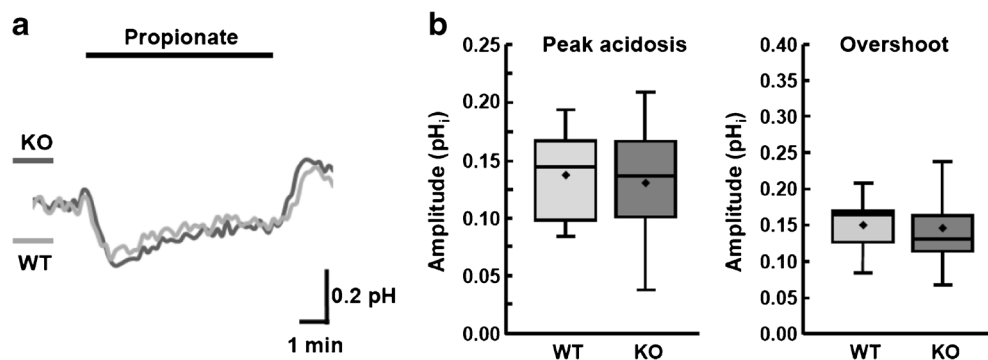 a
Propionate
KO
WT
0.2 pH
1 min
b
Peak acidosis
Amplitude (pHi)
0.25
0.20
0.15
0.10
0.05
0.00
WT KO
Overshoot
Amplitude (pHi)
0.40
0.35
0.30
0.25
0.20
0.15
0.10
0.05
0.00
WT KO